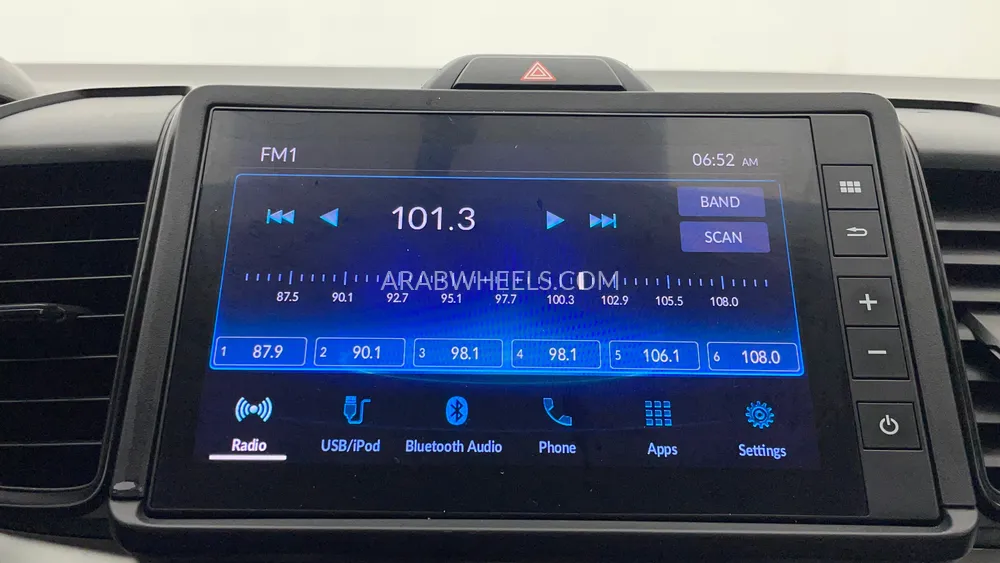 FM1
06:52 AM
101.3
BAND
SCAN
ARABWHEELS.COM
87.5 90.1 92.7 95.1 97.7 100.3 102.9 105.5 108.0
1 87.9 2 90.1 3 98.1 4 98.1 5 106.1 6 108.0
Radio USB/iPod Bluetooth Audio Phone Apps Settings